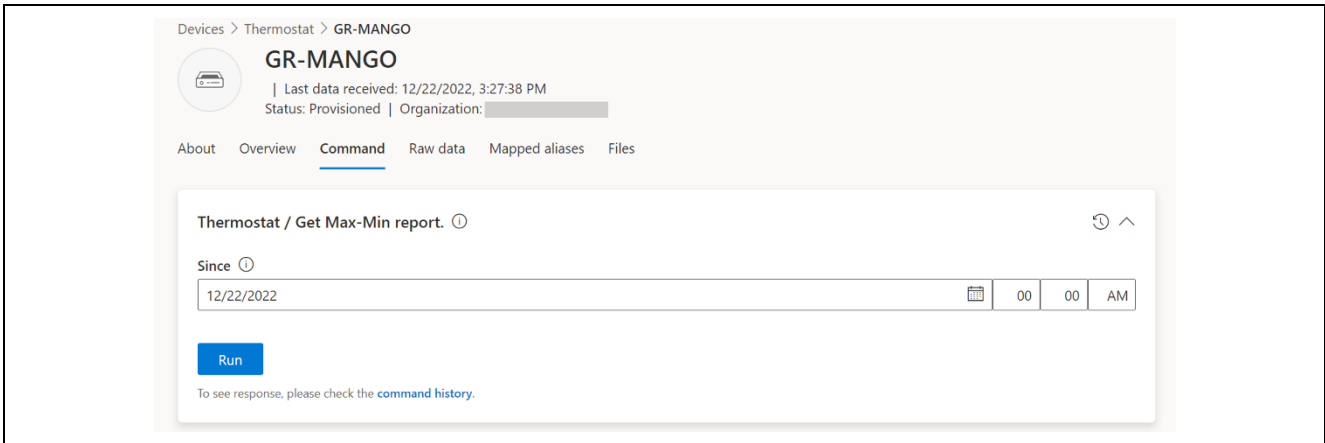 Devices > Thermostat > GR-MANGO
GR-MANGO
| Last data received: 12/22/2022, 3:27:38 PM
Status: Provisioned | Organization:
About Overview Command Raw data Mapped aliases Files
Thermostat / Get Max-Min report.
Since
12/22/2022 00 00 AM
Run
To see response, please check the command history.